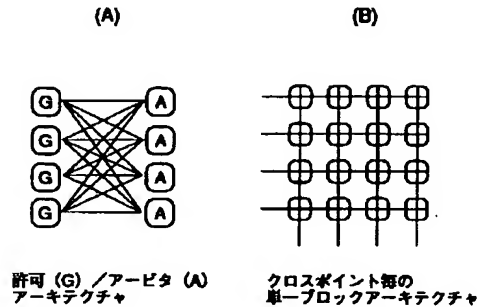 (A)
(B)
G A
G A
G A
G A
許可 (G) ／アービタ (A)
アーキテクチャ
クロスポイント毎の
単一ブロックアーキテクチャ